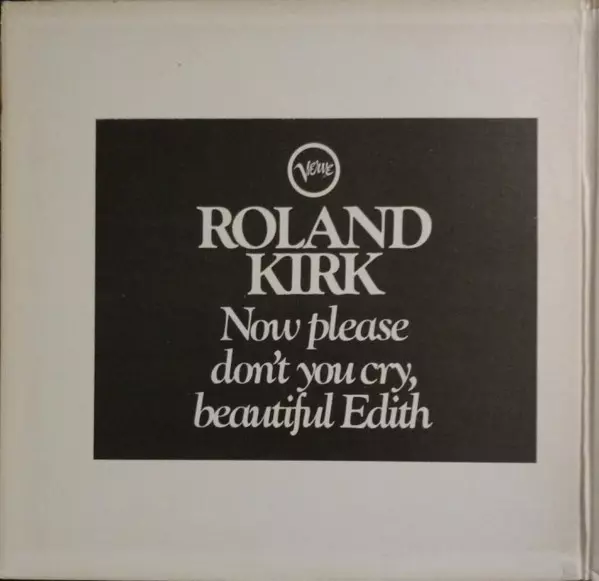 Verve
ROLAND
KIRK
Now please
don't you cry,
beautiful Edith